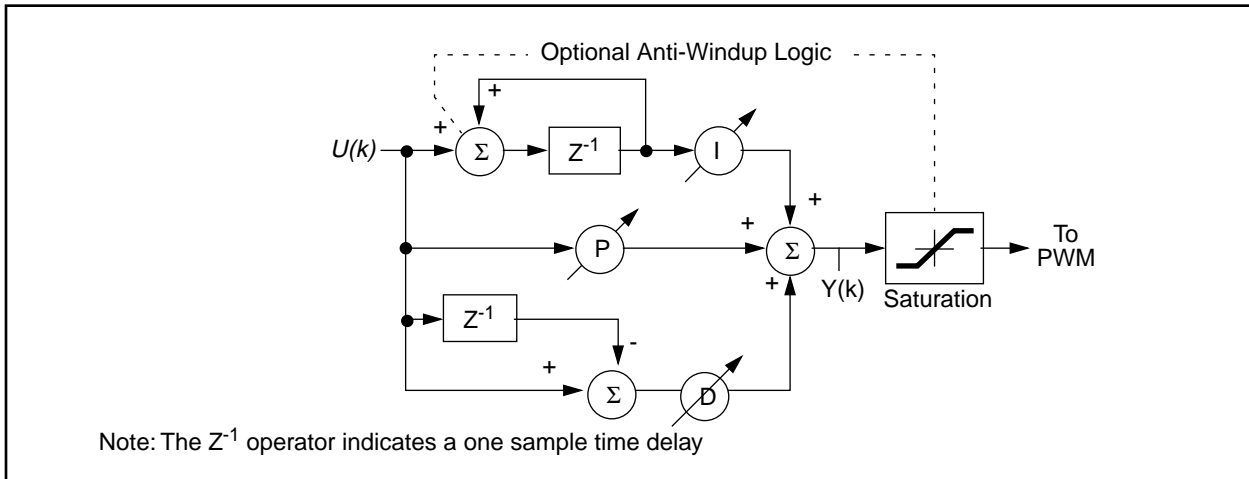 Optional Anti-Windup Logic
+
+
U(k)
Σ
Z-1
I
+
+
P
Σ
To
PWM
+
Y(k)
Saturation
Z-1
-
+
Σ
D
Note: The Z-1 operator indicates a one sample time delay